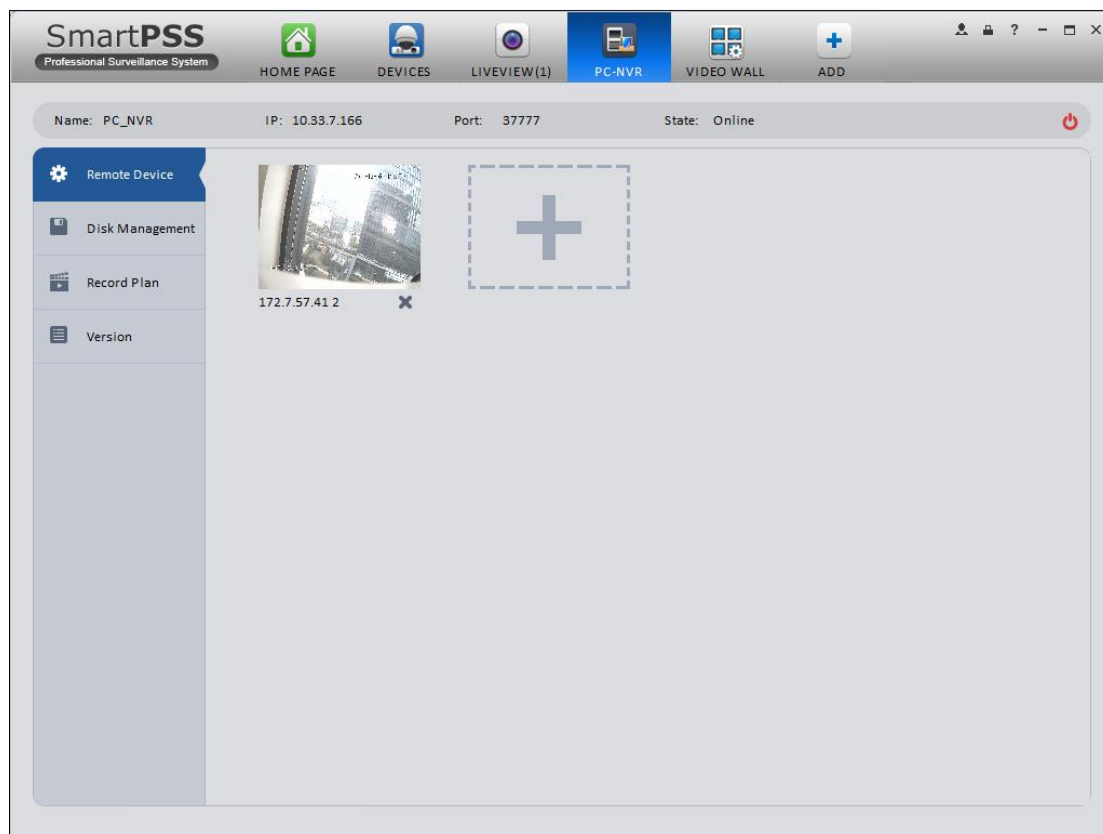 SmartPSS
Professional Surveillance System
HOME PAGE
DEVICES
LIVEVIEW(1)
PC-NVR
VIDEO WALL
ADD
?
Name: PC_NVR
IP: 10.33.7.166
Port: 37777
State: Online
Remote Device
Disk Management
Record Plan
Version
172.7.57.41 2